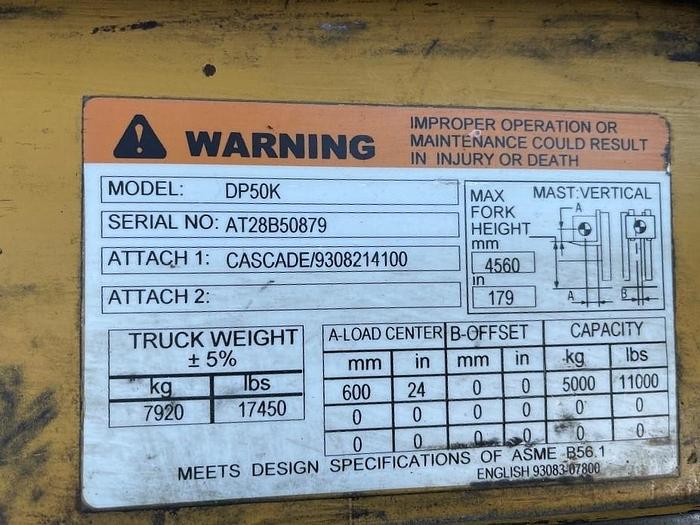 WARNING
IMPROPER OPERATION OR
MAINTENANCE COULD RESULT
IN INJURY OR DEATH
MODEL: DP50K
SERIAL NO: AT28B50879
ATTACH 1: CASCADE/9308214100
ATTACH 2:
MAX
FORK
HEIGHT
mm
4560
in
179
MAST:VERTICAL
A
A B
TRUCK WEIGHT
± 5%
kg lbs
7920 17450
A-LOAD CENTER B-OFFSET CAPACITY
mm in mm in kg lbs
600 24 0 0 5000 11000
0 0 0 0 0 0
0 0 0 0 0 0
MEETS DESIGN SPECIFICATIONS OF ASME B56.1
ENGLISH 93083-07800